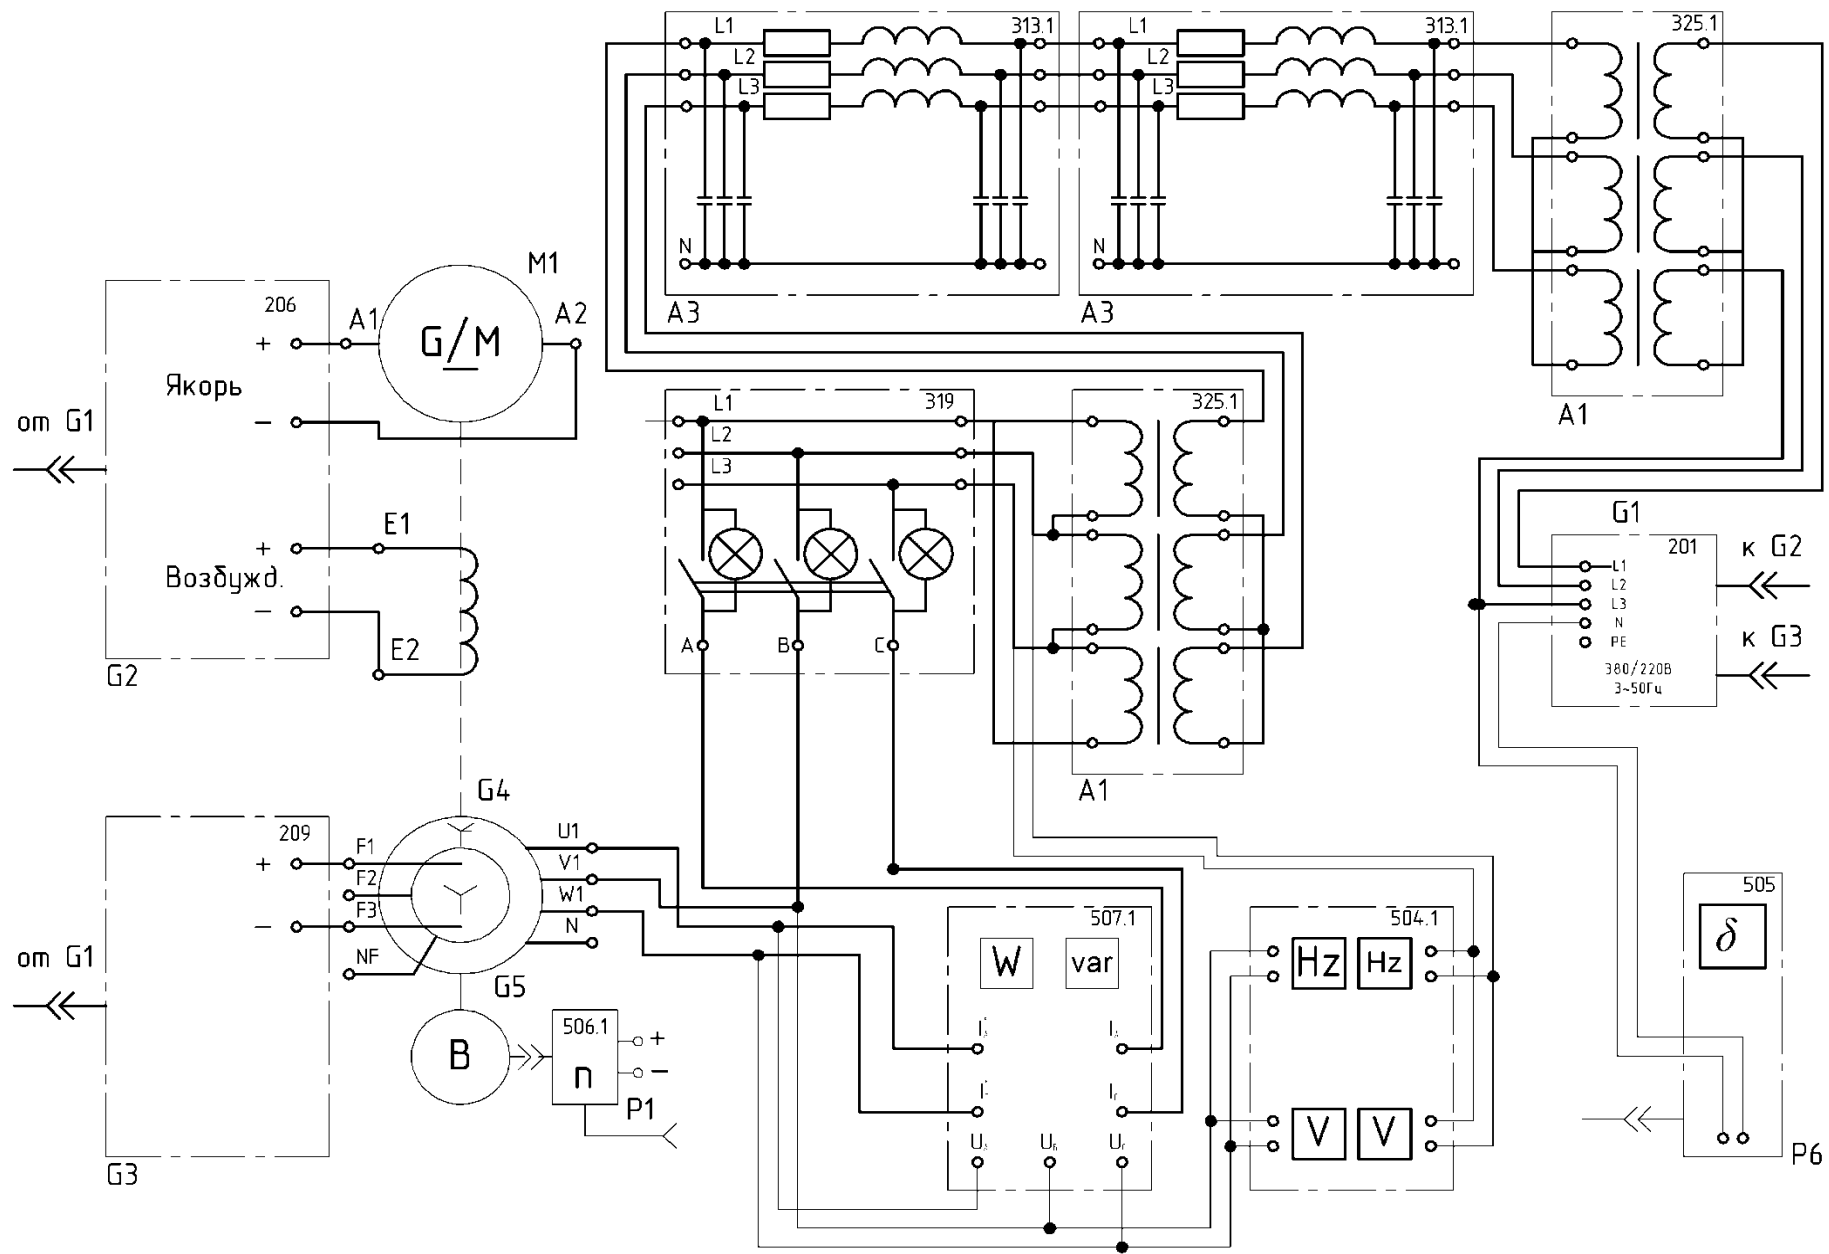 L1
313.1
L2
L3
N
A3
L1
313.1
L2
L3
N
A3
325.1
A1
M1
206
+
A1
G/M
A2
Якорь
от G1
−
+
E1
Возбужд.
−
E2
G2
L1
319
L2
L3
A
B
C
325.1
A1
G1
201
к G2
L1
L2
L3
N
PE
к G3
380/220В
3~50Гц
G4
209
+
F1
F2
F3
−
NF
от G1
G3
U1
V1
W1
N
G5
B
506.1
n
+
−
P1
507.1
W
var
504.1
Hz
Hz
V
V
505
δ
P6